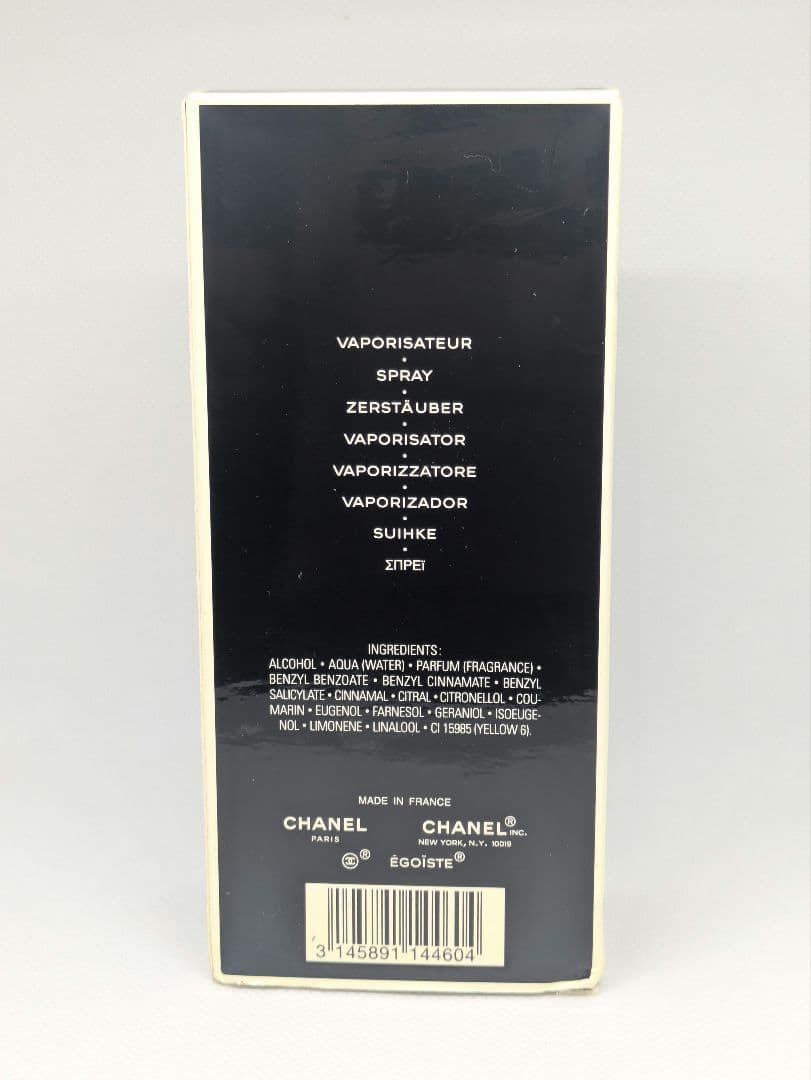 VAPORISATEUR
•
SPRAY
•
ZERSTÄUBER
•
VAPORISATOR
•
VAPORIZZATORE
•
VAPORIZADOR
•
SUIHKE
•
ΣΠΡΕΪ
INGREDIENTS:
ALCOHOL • AQUA (WATER) • PARFUM (FRAGRANCE) •
BENZYL BENZOATE • BENZYL CINNAMATE • BENZYL
SALICYLATE • CINNAMAL • CITRAL • CITRONELLOL • COU-
MARIN • EUGENOL • FARNESOL • GERANIOL • ISOEUGE-
NOL • LIMONENE • LINALOOL • CI 15985 (YELLOW 6).
MADE IN FRANCE
CHANEL CHANEL® INC.
PARIS NEW YORK, N.Y. 10019
® ÉGOÏSTE®
3 145891 144604